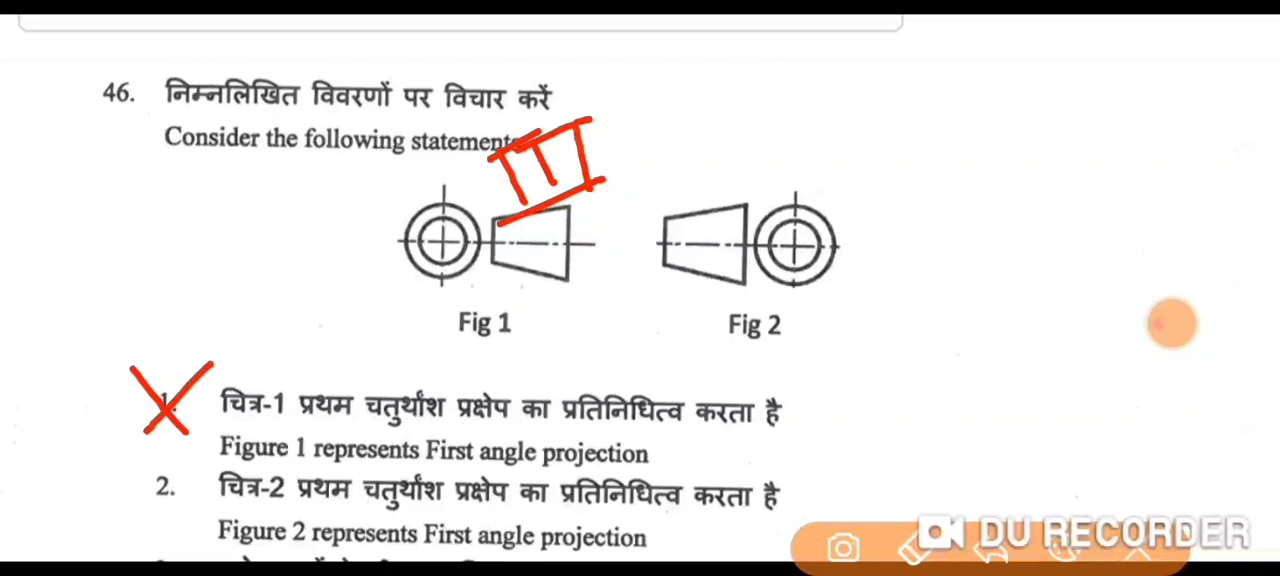 46. निम्नलिखित विवरणों पर विचार करें
Consider the following statements
III
Fig 1 Fig 2
1. चित्र-1 प्रथम चतुर्थांश प्रक्षेप का प्रतिनिधित्व करता है
Figure 1 represents First angle projection
2. चित्र-2 प्रथम चतुर्थांश प्रक्षेप का प्रतिनिधित्व करता है
Figure 2 represents First angle projection
DU RECORDER